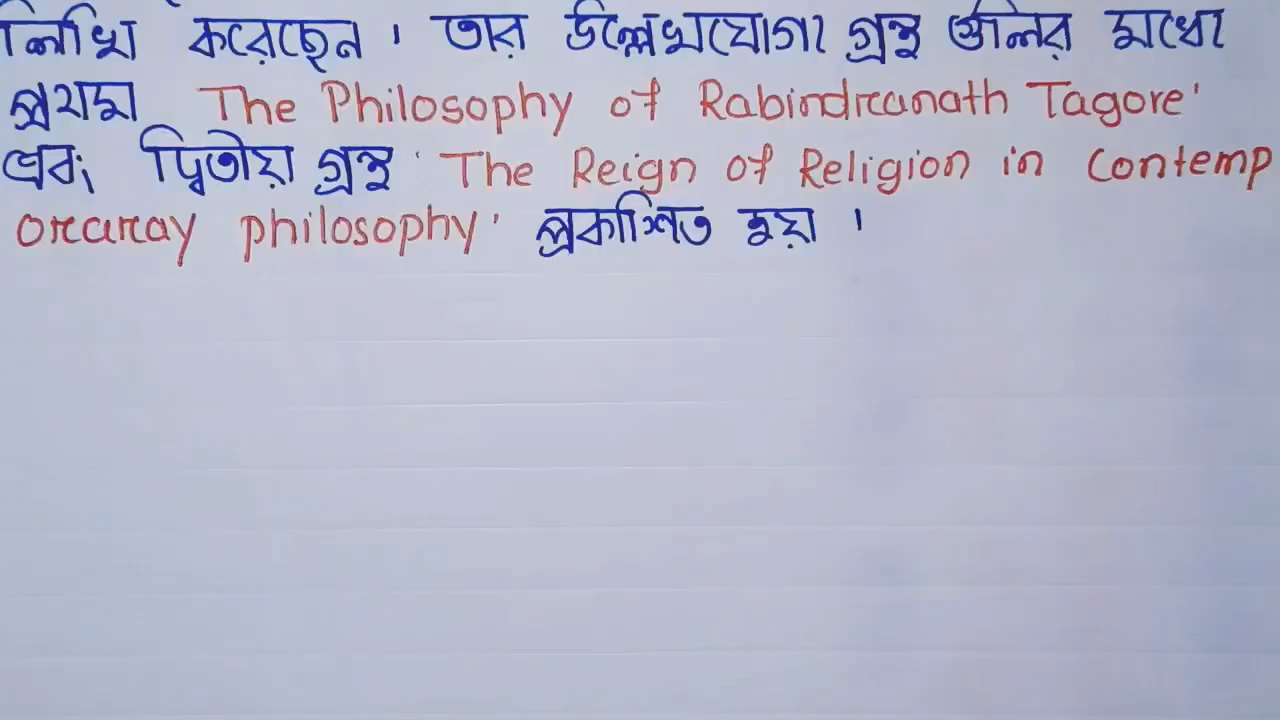 লিখি করেছেন । তার উল্লেখযোগ্য গ্রন্থ গুলির মধ্যে
প্রথম The Philosophy of Rabindranath Tagore'
এবং দ্বিতীয় গ্রন্থ ' The Reign of Religion in Contemp
oraray philosophy' প্রকাশিত হয় ।